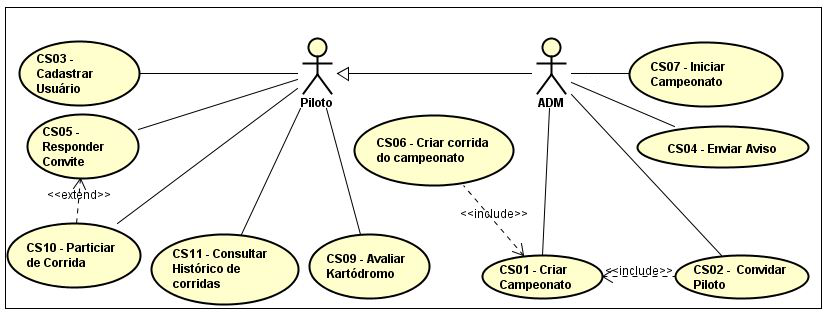 CS03 -
Cadastrar
Usuário
Piloto
ADM
CS07 - Iniciar
Campeonato
CS05 -
Responder
Convite
CS06 - Criar corrida
do campeonato
CS04 - Enviar Aviso
<<extend>>
<<include>>
CS10 - Particiar
de Corrida
CS11 - Consultar
Histórico de
corridas
CS09 - Avaliar
Kartódromo
CS01 - Criar
Campeonato
<<include>>
CS02 - Convidar
Piloto